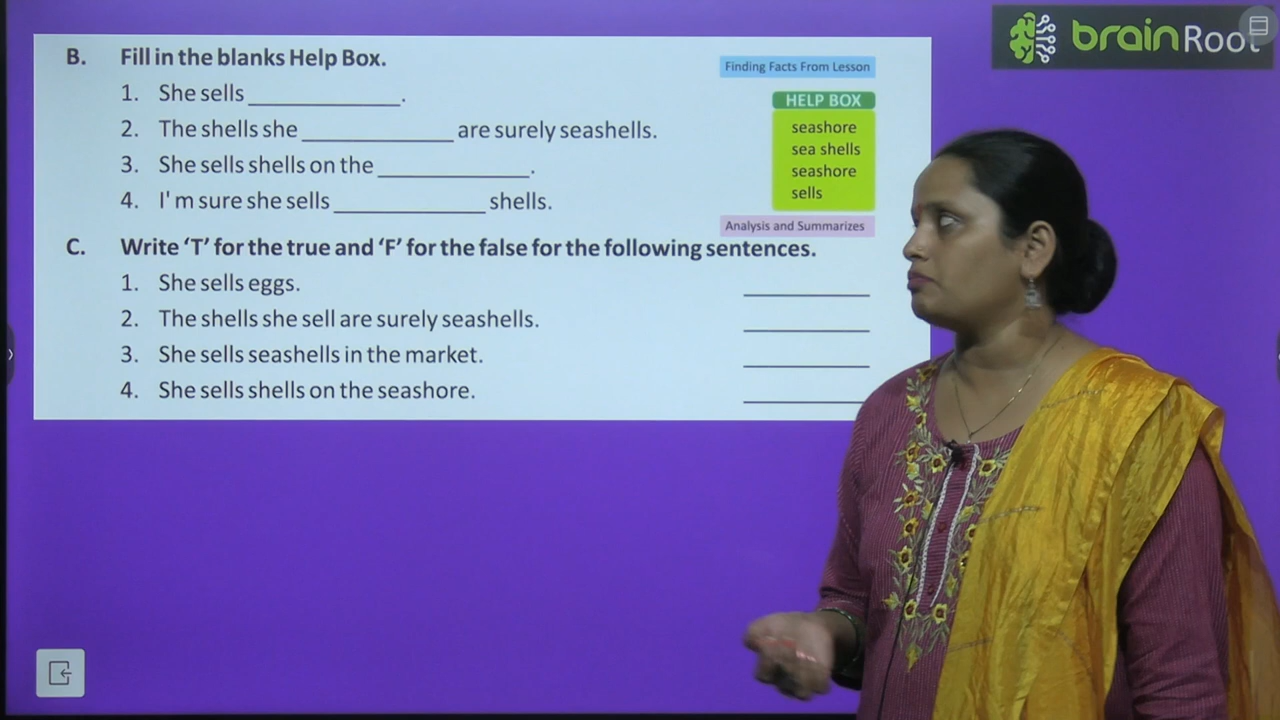 brainRoot
B. Fill in the blanks Help Box.
Finding Facts From Lesson
1. She sells ______________.
HELP BOX
seashore
sea shells
seashore
sells
2. The shells she ______________ are surely seashells.
3. She sells shells on the ______________.
4. I' m sure she sells ______________ shells.
Analysis and Summarizes
C. Write ‘T’ for the true and ‘F’ for the false for the following sentences.
1. She sells eggs. ____________
2. The shells she sell are surely seashells. ____________
3. She sells seashells in the market. ____________
4. She sells shells on the seashore. ____________